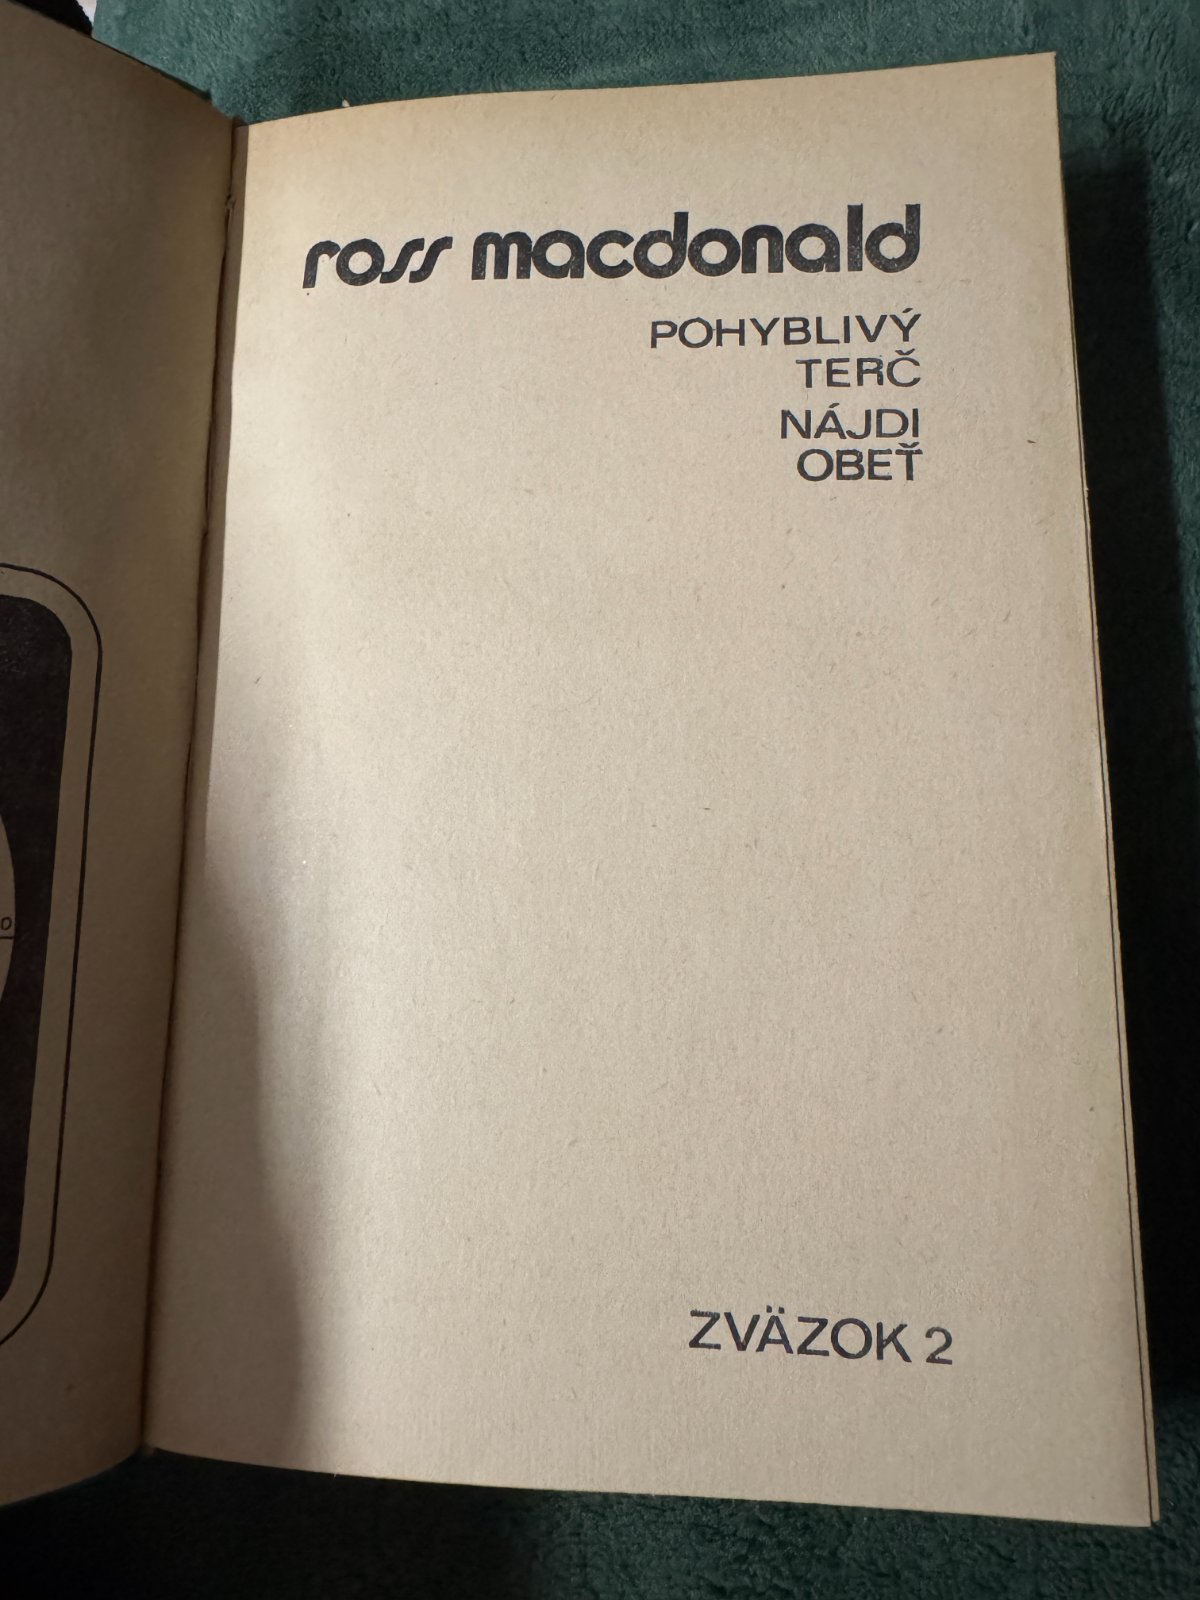 ross macdonald
POHYBLIVÝ
TERČ
NÁJDI
OBEŤ
ZVÄZOK 2